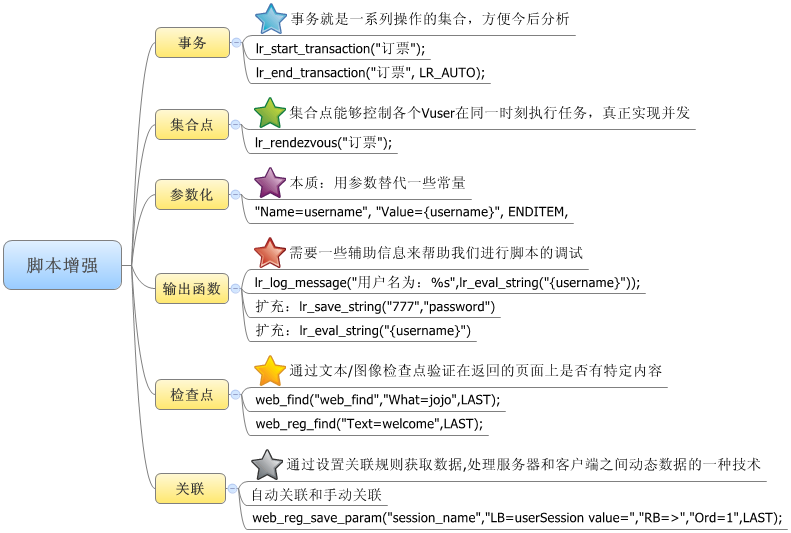 脚本增强
事务
事务就是一系列操作的集合，方便今后分析
lr_start_transaction("订票");
lr_end_transaction("订票", LR_AUTO);
集合点
集合点能够控制各个Vuser在同一时刻执行任务，真正实现并发
lr_rendezvous("订票");
参数化
本质：用参数替代一些常量
"Name=username", "Value={username}", ENDITEM,
输出函数
需要一些辅助信息来帮助我们进行脚本的调试
lr_log_message("用户名为：%s",lr_eval_string("{username}"));
扩充：lr_save_string("777","password")
扩充：lr_eval_string("{username}")
检查点
通过文本/图像检查点验证在返回的页面上是否有特定内容
web_find("web_find","What=jojo",LAST);
web_reg_find("Text=welcome",LAST);
关联
通过设置关联规则获取数据,处理服务器和客户端之间动态数据的一种技术
自动关联和手动关联
web_reg_save_param("session_name","LB=userSession value=","RB=>","Ord=1",LAST);